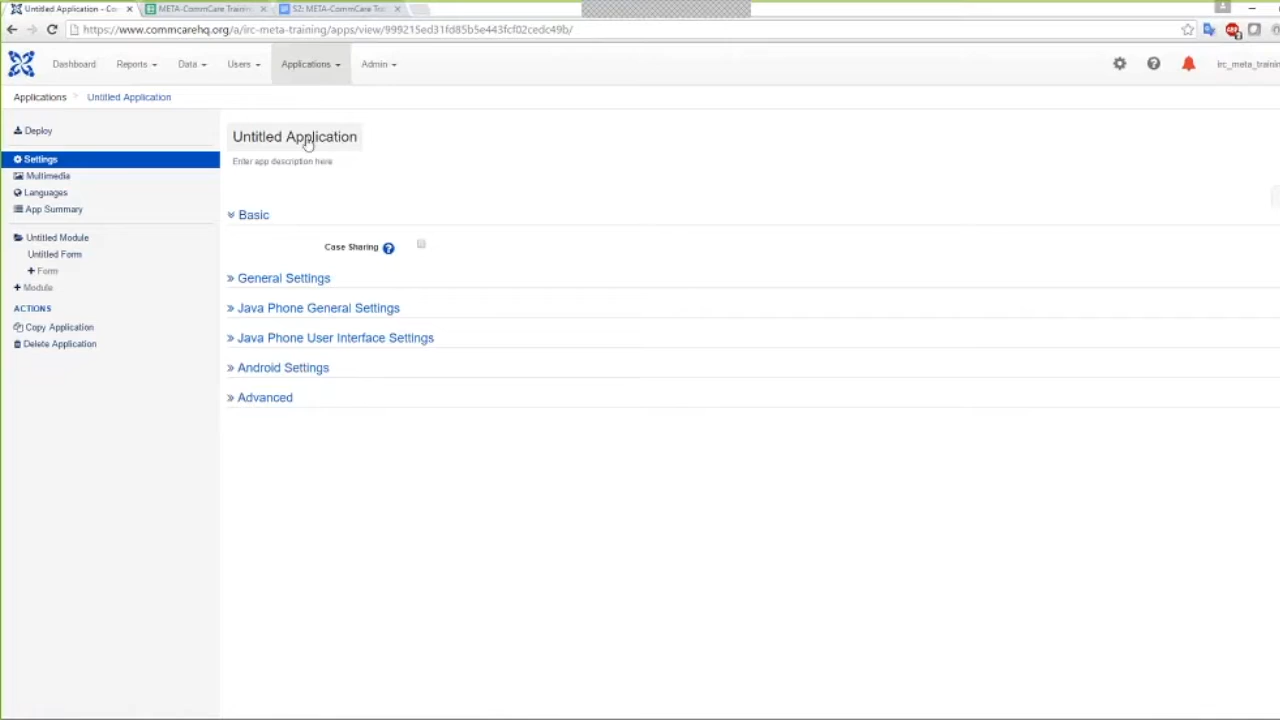 Untitled Application - Co
META-CommCare Training
S2: META-CommCare Tra
https://www.commcarehq.org/a/irc-meta-training/apps/view/999215ed31fd85b5e443fcf02cedc49b/
Dashboard
Reports
Data
Users
Applications
Admin
irc_meta_trainin
Applications
Untitled Application
Deploy
Settings
Multimedia
Languages
App Summary
Untitled Module
Untitled Form
+ Form
+ Module
ACTIONS
Copy Application
Delete Application
Untitled Application
Enter app description here
Basic
Case Sharing
General Settings
Java Phone General Settings
Java Phone User Interface Settings
Android Settings
Advanced